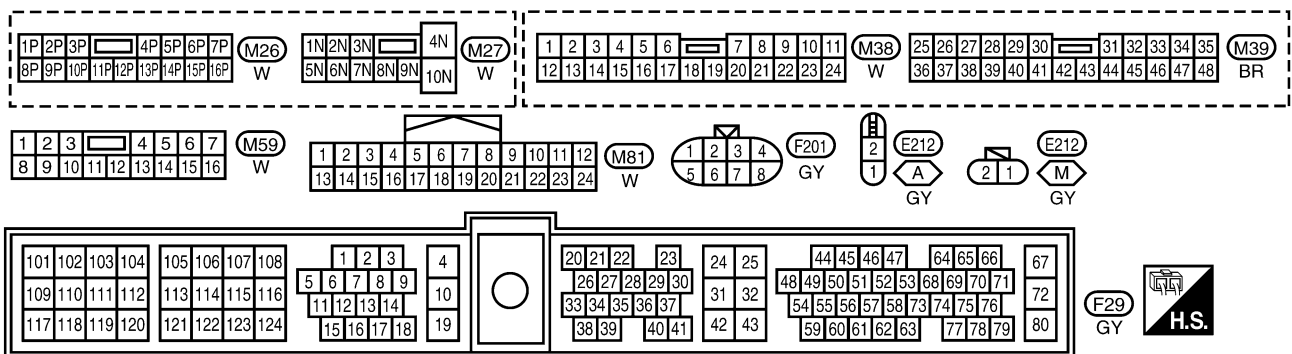 1P 2P 3P 4P 5P 6P 7P M26
8P 9P 10P 11P 12P 13P 14P 15P 16P W
1N 2N 3N 4N M27
5N 6N 7N 8N 9N 10N W
1 2 3 4 5 6 7 8 9 10 11 M38
12 13 14 15 16 17 18 19 20 21 22 23 24 W
25 26 27 28 29 30 31 32 33 34 35 M39
36 37 38 39 40 41 42 43 44 45 46 47 48 BR
1 2 3 4 5 6 7 M59
8 9 10 11 12 13 14 15 16 W
1 2 3 4 5 6 7 8 9 10 11 12 M81
13 14 15 16 17 18 19 20 21 22 23 24 W
1 2 3 4 F201
5 6 7 8 GY
2 E212
1 A
GY
E212
2 1 M
GY
101 102 103 104 105 106 107 108 1 2 3 4 20 21 22 23 24 25 44 45 46 47 64 65 66 67
5 6 7 8 9 26 27 28 29 30 48 49 50 51 52 53 68 69 70 71
109 110 111 112 113 114 115 116 10 31 32 72 F29
11 12 13 14 33 34 35 36 37 54 55 56 57 58 73 74 75 76 GY
117 118 119 120 121 122 123 124 15 16 17 18 19 38 39 40 41 42 43 59 60 61 62 63 77 78 79 80
H.S.